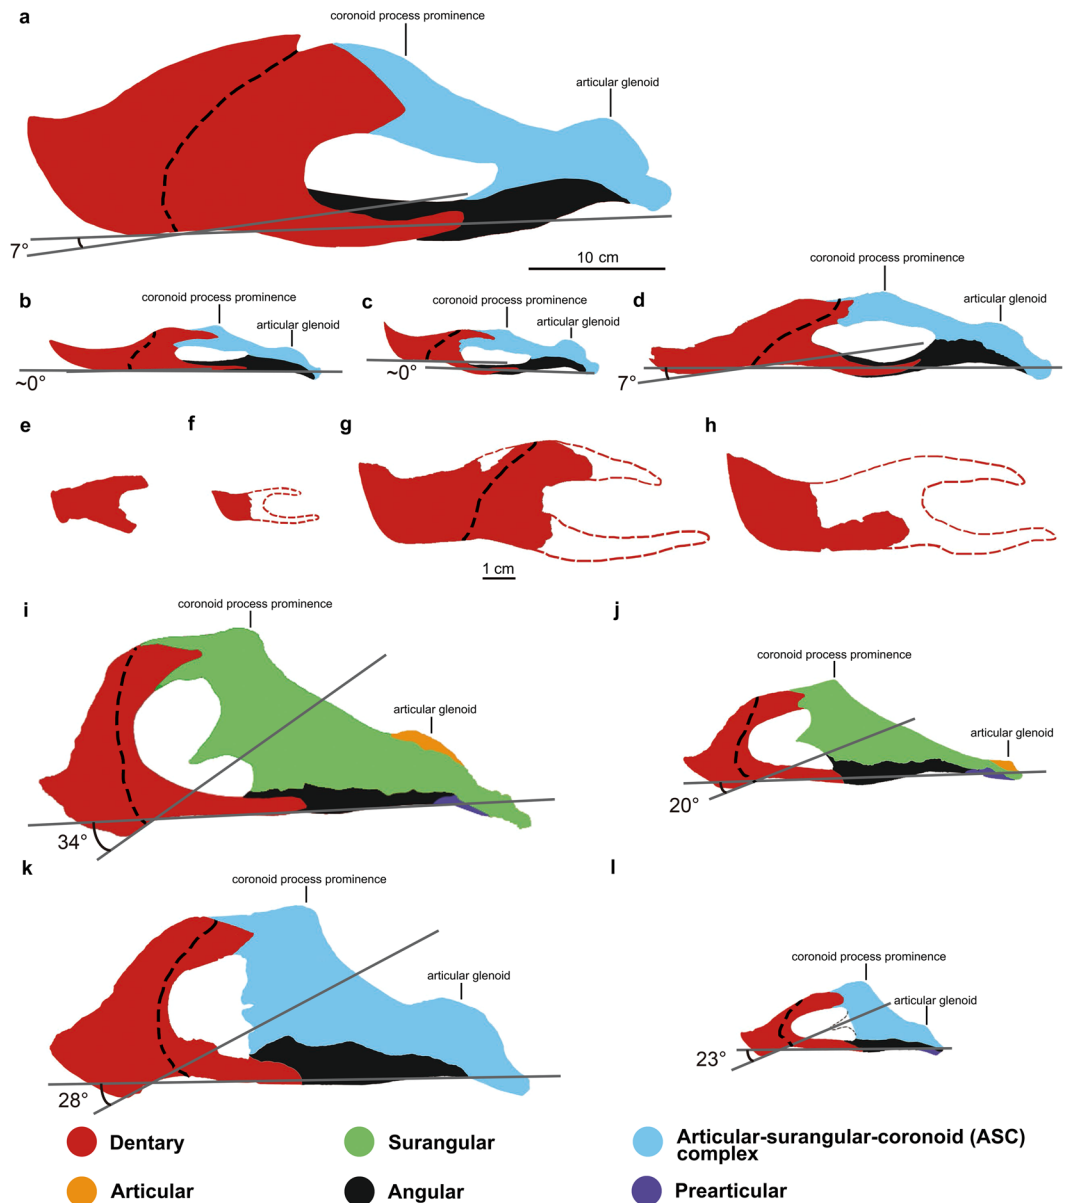 a
coronoid process prominence
articular glenoid
7°
10 cm
b
coronoid process prominence
articular glenoid
~0°
c
coronoid process prominence
articular glenoid
~0°
d
coronoid process prominence
articular glenoid
7°
e
f
g
h
1 cm
i
coronoid process prominence
articular glenoid
34°
j
coronoid process prominence
articular glenoid
20°
k
coronoid process prominence
articular glenoid
28°
l
coronoid process prominence
articular glenoid
23°
Dentary
Surangular
Articular-surangular-coronoid (ASC)
complex
Articular
Angular
Prearticular